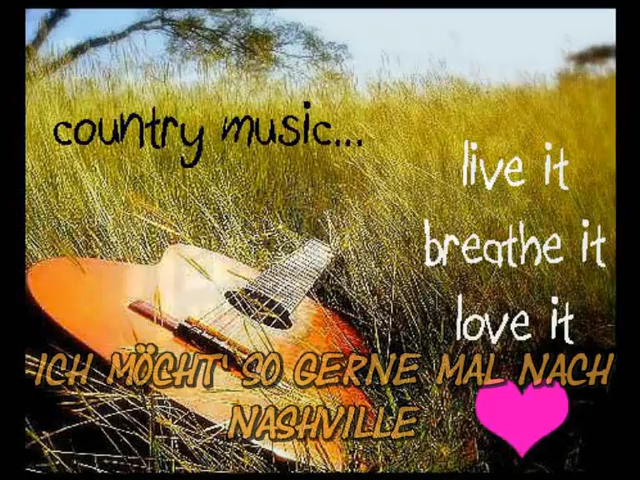 country music...
live it
breathe it
love it
ICH MÖCHT' SO GERNE MAL NACH
NASHVILLE